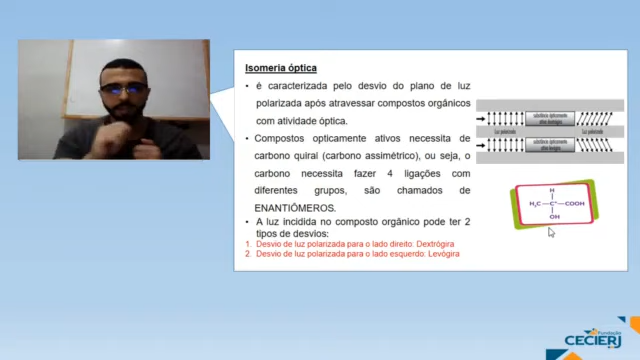 Isomeria óptica
• é caracterizada pelo desvio do plano de luz
polarizada após atravessar compostos orgânicos
com atividade óptica.
• Compostos opticamente ativos necessita de
carbono quiral (carbono assimétrico), ou seja, o
carbono necessita fazer 4 ligações com
diferentes grupos, são chamados de
ENANTIÔMEROS.
• A luz incidida no composto orgânico pode ter 2
tipos de desvios:
1. Desvio de luz polarizada para o lado direito: Dextrógira
2. Desvio de luz polarizada para o lado esquerdo: Levógira
substância opticamente
Luz polarizada Luz polarizada
substância opticamente
H
H₃C—C*—COOH
OH
Fundação
CECIERJ